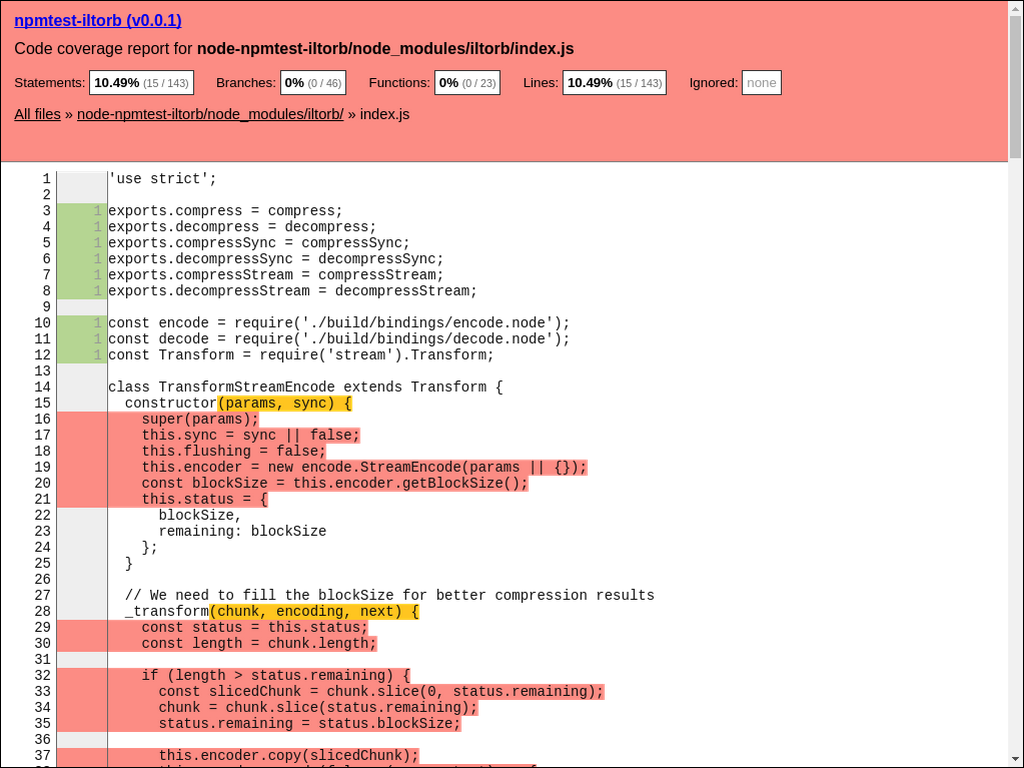 npmtest-iltorb (v0.0.1)
Code coverage report for node-npmtest-iltorb/node_modules/iltorb/index.js
Statements: 10.49% (15 / 143) Branches: 0% (0 / 46) Functions: 0% (0 / 23) Lines: 10.49% (15 / 143) Ignored: none
All files » node-npmtest-iltorb/node_modules/iltorb/ » index.js
1 'use strict';
2
3 1 exports.compress = compress;
4 1 exports.decompress = decompress;
5 1 exports.compressSync = compressSync;
6 1 exports.decompressSync = decompressSync;
7 1 exports.compressStream = compressStream;
8 1 exports.decompressStream = decompressStream;
9
10 1 const encode = require('./build/bindings/encode.node');
11 1 const decode = require('./build/bindings/decode.node');
12 1 const Transform = require('stream').Transform;
13
14 class TransformStreamEncode extends Transform {
15 constructor(params, sync) {
16 super(params);
17 this.sync = sync || false;
18 this.flushing = false;
19 this.encoder = new encode.StreamEncode(params || {});
20 const blockSize = this.encoder.getBlockSize();
21 this.status = {
22 blockSize,
23 remaining: blockSize
24 };
25 }
26
27 // We need to fill the blockSize for better compression results
28 _transform(chunk, encoding, next) {
29 const status = this.status;
30 const length = chunk.length;
31
32 if (length > status.remaining) {
33 const slicedChunk = chunk.slice(0, status.remaining);
34 chunk = chunk.slice(status.remaining);
35 status.remaining = status.blockSize;
36
37 this.encoder.copy(slicedChunk);